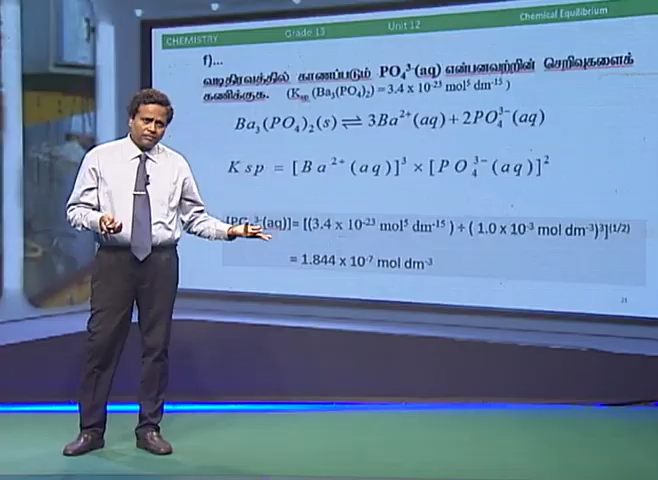 CHEMISTRY Grade 13 Unit 12 Chemical Equilibrium
f)...
வடிதிரவத்தில் காணப்படும் PO₄³⁻(aq) என்பனவற்றின் செறிவுகளைக்
கணிக்குக. (Kₛₚ (Ba₃(PO₄)₂) = 3.4 x 10⁻²³ mol⁵ dm⁻¹⁵ )
Ba₃(PO₄)₂(s) ⇌ 3Ba²⁺(aq) + 2PO₄³⁻(aq)
Ksp = [Ba²⁺(aq)]³ × [PO₄³⁻(aq)]²
[PO₄³⁻(aq)]= [(3.4 x 10⁻²³ mol⁵ dm⁻¹⁵ ) ÷ ( 1.0 x 10⁻³ mol dm⁻³)³]⁽¹/²⁾
= 1.844 x 10⁻⁷ mol dm⁻³